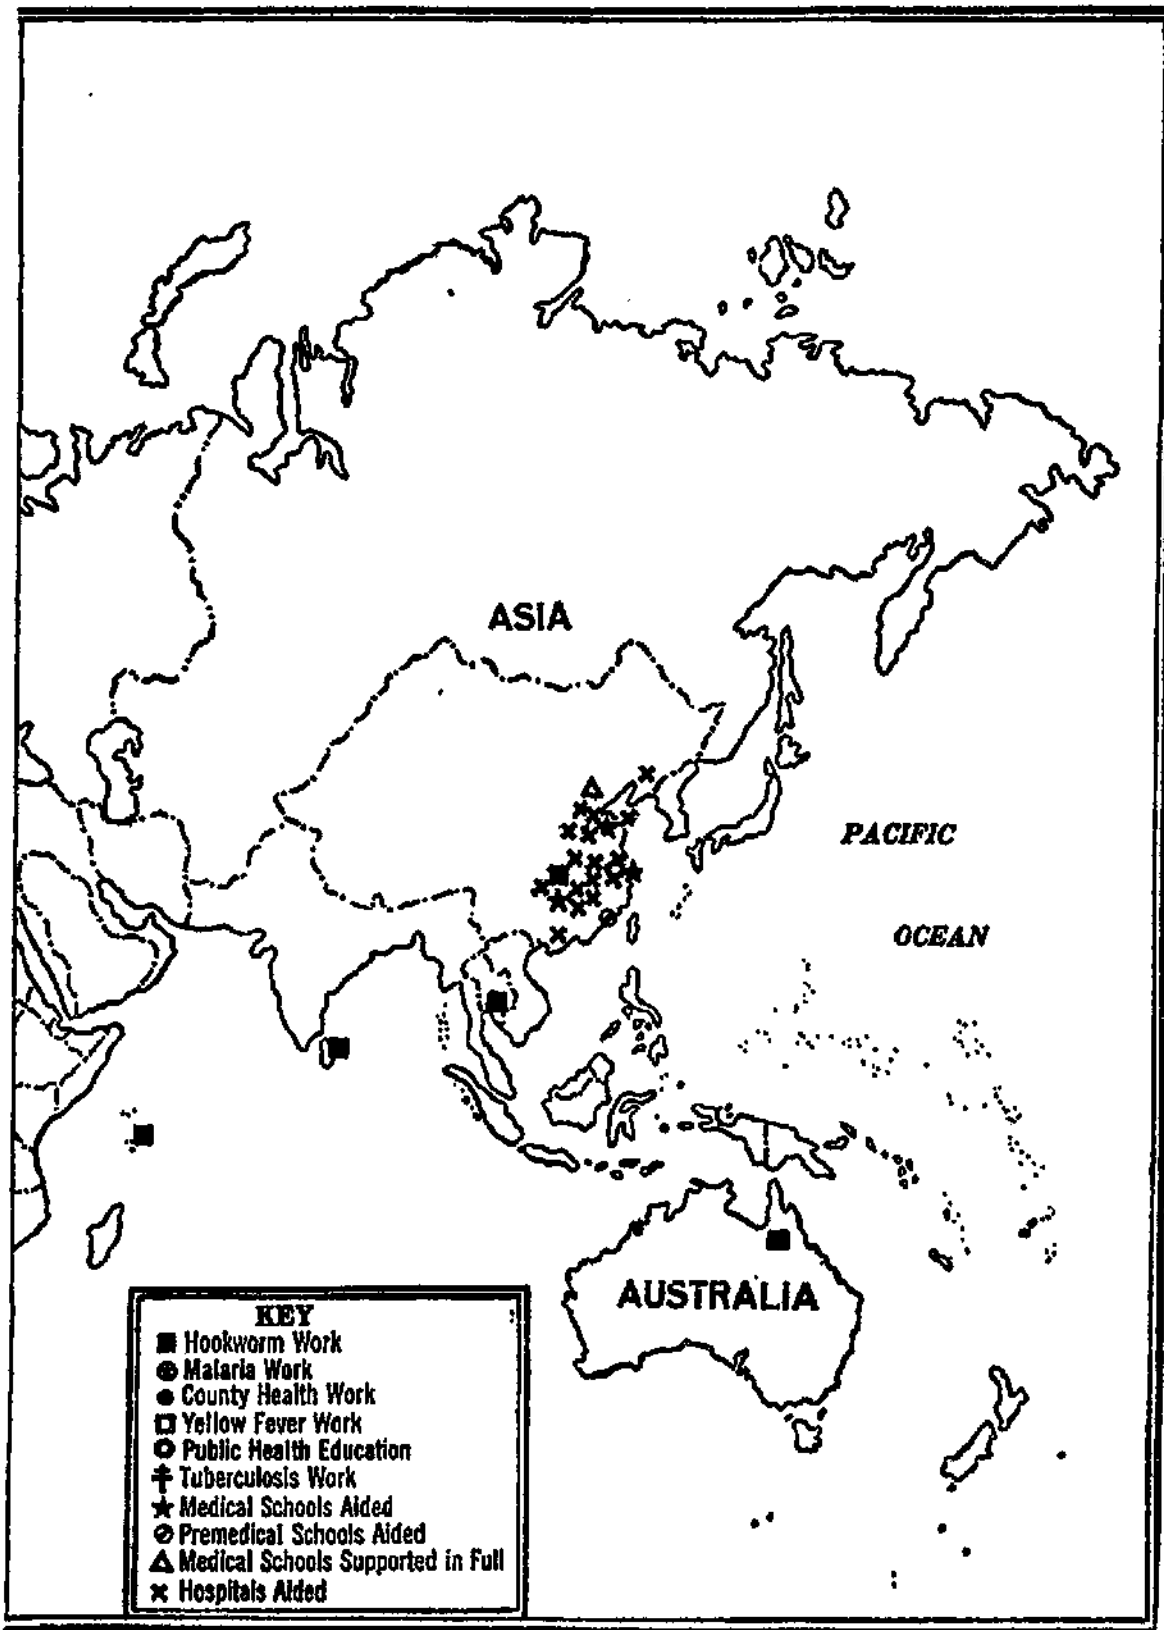 ASIA
PACIFIC
OCEAN
AUSTRALIA
KEY
Hookworm Work
Malaria Work
County Health Work
Yellow Fever Work
Public Health Education
Tuberculosis Work
Medical Schools Aided
Premedical Schools Aided
Medical Schools Supported in Full
Hospitals Aided